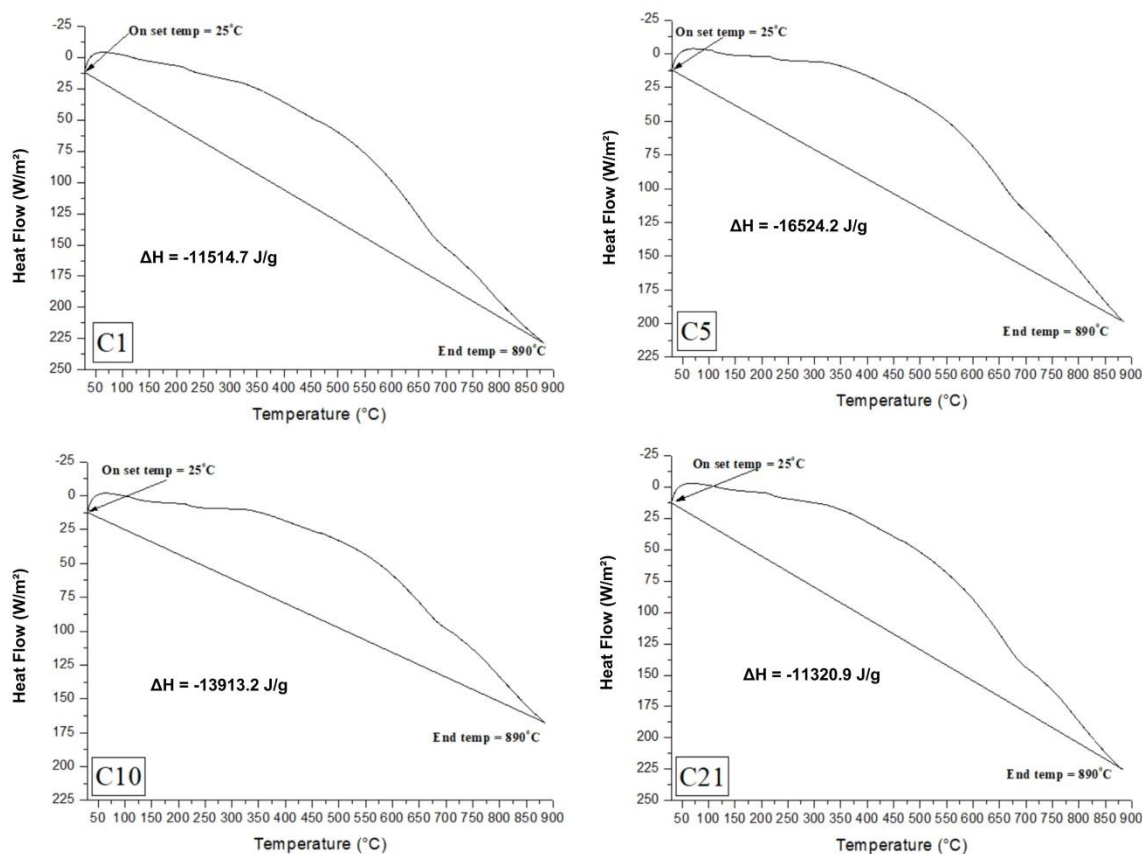 -25
0
25
50
75
100
125
150
175
200
225
250
Heat Flow (W/m²)
On set temp = 25°C
ΔH = -11514.7 J/g
C1
End temp = 890°C
50 100 150 200 250 300 350 400 450 500 550 600 650 700 750 800 850 900
Temperature (°C)
-25
0
25
50
75
100
125
150
175
200
225
Heat Flow (W/m²)
On set temp = 25°C
ΔH = -16524.2 J/g
C5
End temp = 890°C
50 100 150 200 250 300 350 400 450 500 550 600 650 700 750 800 850 900
Temperature (°C)
-25
0
25
50
75
100
125
150
175
200
225
Heat Flow (W/m²)
On set temp = 25°C
ΔH = -13913.2 J/g
End temp = 890°C
C10
50 100 150 200 250 300 350 400 450 500 550 600 650 700 750 800 850 900
Temperature (°C)
-25
0
25
50
75
100
125
150
175
200
225
250
Heat Flow (W/m²)
On set temp = 25°C
ΔH = -11320.9 J/g
End temp = 890°C
C21
50 100 150 200 250 300 350 400 450 500 550 600 650 700 750 800 850 900
Temperature (°C)